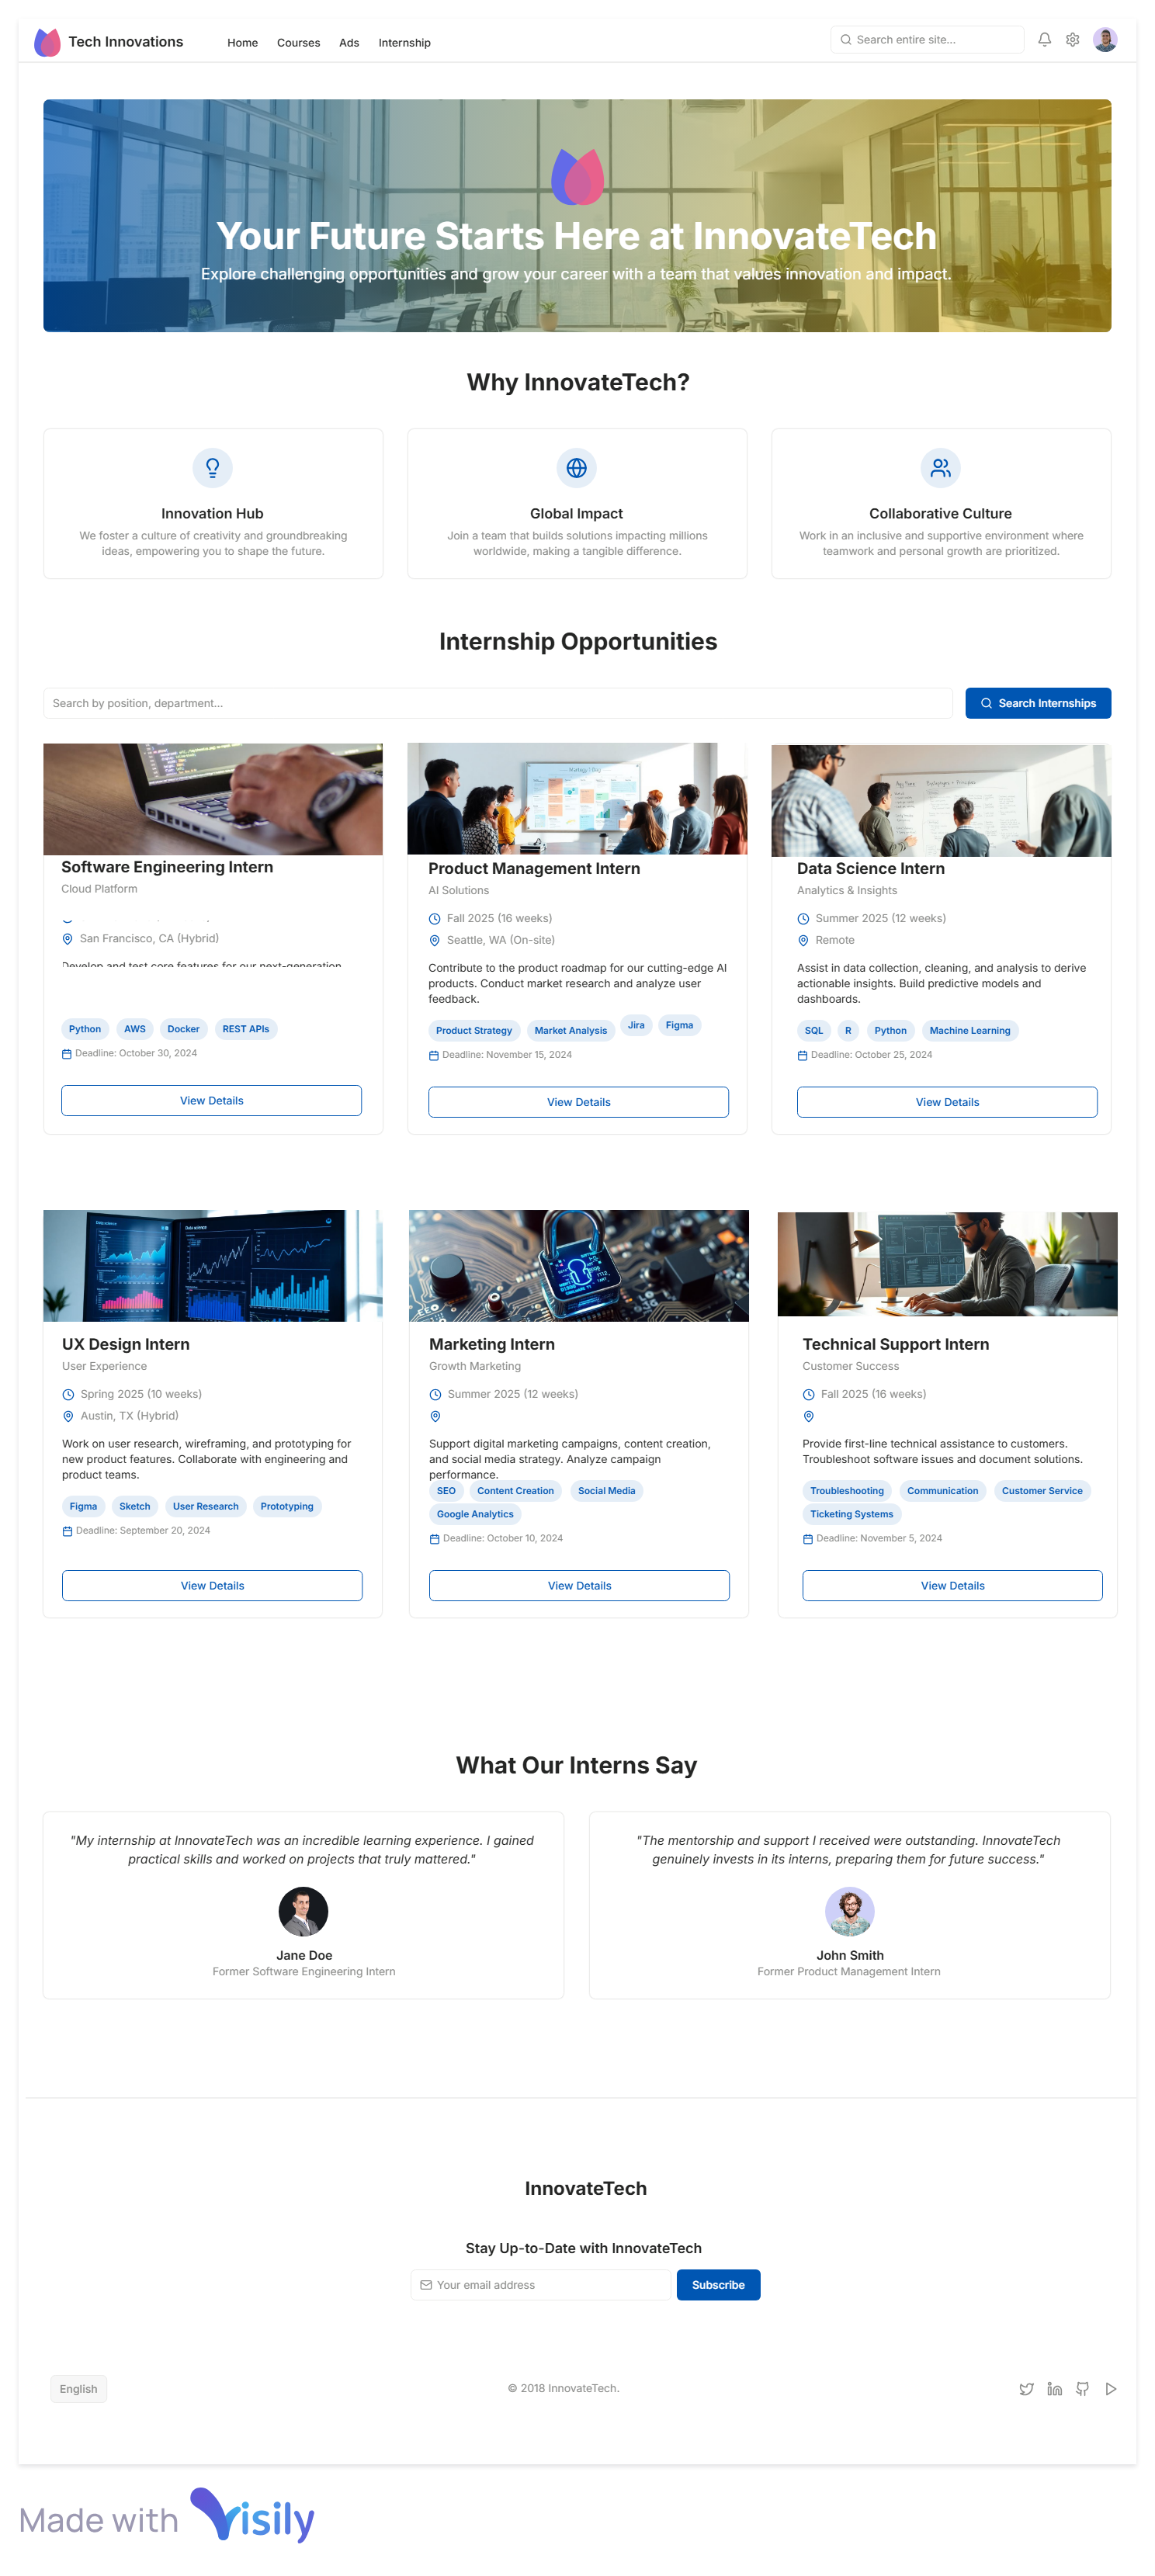 Tech Innovations
Home Courses Ads Internship
Search entire site...
Your Future Starts Here at InnovateTech
Explore challenging opportunities and grow your career with a team that values innovation and impact.
Why InnovateTech?
Innovation Hub
We foster a culture of creativity and groundbreaking
ideas, empowering you to shape the future.
Global Impact
Join a team that builds solutions impacting millions
worldwide, making a tangible difference.
Collaborative Culture
Work in an inclusive and supportive environment where
teamwork and personal growth are prioritized.
Internship Opportunities
Search by position, department...
Search Internships
Software Engineering Intern
Cloud Platform
San Francisco, CA (Hybrid)
Develop and test core features for our next-generation
Python AWS Docker REST APIs
Deadline: October 30, 2024
View Details
Product Management Intern
AI Solutions
Fall 2025 (16 weeks)
Seattle, WA (On-site)
Contribute to the product roadmap for our cutting-edge AI
products. Conduct market research and analyze user
feedback.
Product Strategy Market Analysis Jira Figma
Deadline: November 15, 2024
View Details
Data Science Intern
Analytics & Insights
Summer 2025 (12 weeks)
Remote
Assist in data collection, cleaning, and analysis to derive
actionable insights. Build predictive models and
dashboards.
SQL R Python Machine Learning
Deadline: October 25, 2024
View Details
UX Design Intern
User Experience
Spring 2025 (10 weeks)
Austin, TX (Hybrid)
Work on user research, wireframing, and prototyping for
new product features. Collaborate with engineering and
product teams.
Figma Sketch User Research Prototyping
Deadline: September 20, 2024
View Details
Marketing Intern
Growth Marketing
Summer 2025 (12 weeks)
Support digital marketing campaigns, content creation,
and social media strategy. Analyze campaign
performance.
SEO Content Creation Social Media
Google Analytics
Deadline: October 10, 2024
View Details
Technical Support Intern
Customer Success
Fall 2025 (16 weeks)
Provide first-line technical assistance to customers.
Troubleshoot software issues and document solutions.
Troubleshooting Communication Customer Service
Ticketing Systems
Deadline: November 5, 2024
View Details
What Our Interns Say
"My internship at InnovateTech was an incredible learning experience. I gained
practical skills and worked on projects that truly mattered."
Jane Doe
Former Software Engineering Intern
"The mentorship and support I received were outstanding. InnovateTech
genuinely invests in its interns, preparing them for future success."
John Smith
Former Product Management Intern
InnovateTech
Stay Up-to-Date with InnovateTech
Your email address
Subscribe
English
© 2018 InnovateTech.
Made with Visily